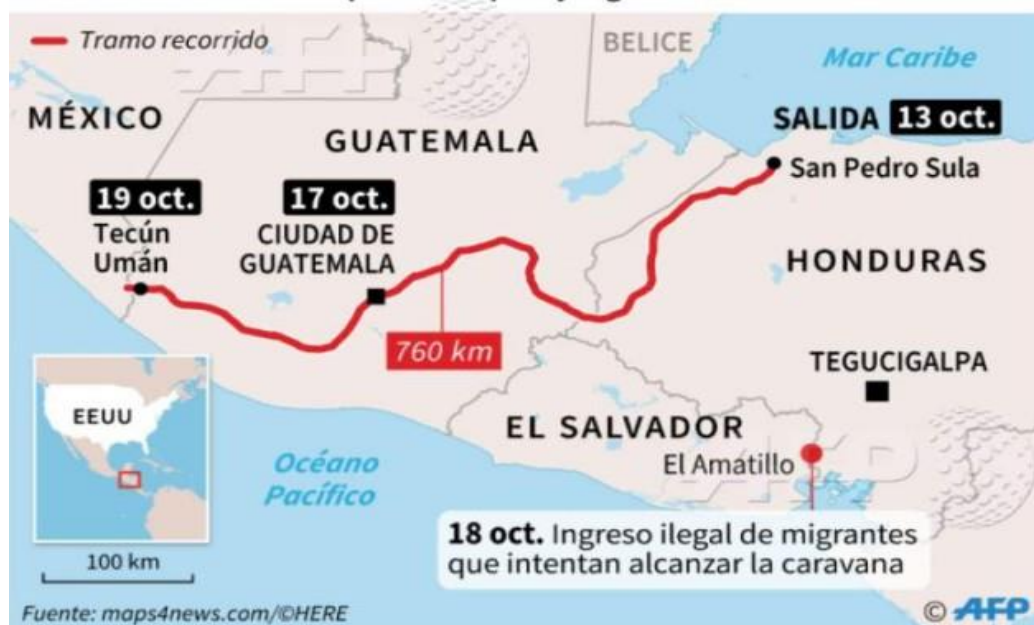 Tramo recorrido
BELICE
Mar Caribe
MÉXICO
GUATEMALA
SALIDA 13 oct.
San Pedro Sula
19 oct.
Tecún
Umán
17 oct.
CIUDAD DE
GUATEMALA
HONDURAS
760 km
TEGUCIGALPA
EEUU
EL SALVADOR
El Amatillo
Océano
Pacífico
18 oct. Ingreso ilegal de migrantes
que intentan alcanzar la caravana
100 km
Fuente: maps4news.com/©HERE
© AFP